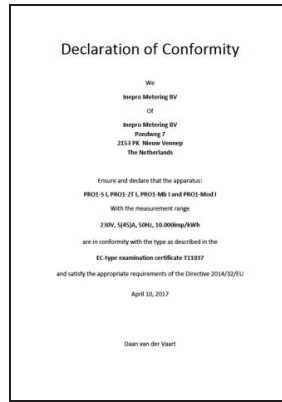 Declaration of Conformity
We
Inepro Metering BV
Of
Inepro Metering BV
Pondweg 7
2153 PK Nieuw Vennep
The Netherlands
Ensure and declare that the apparatus:
PRO1-S I, PRO1-2T I, PRO1-Mb I and PRO1-Mod I
With the measurement range
230V, 5(45)A, 50Hz, 10.000imp/kWh
are in conformity with the type as described in the
EC-type examination certificate T11037
and satisfy the appropriate requirements of the Directive 2014/32/EU
April 10, 2017
Daan van der Vaart